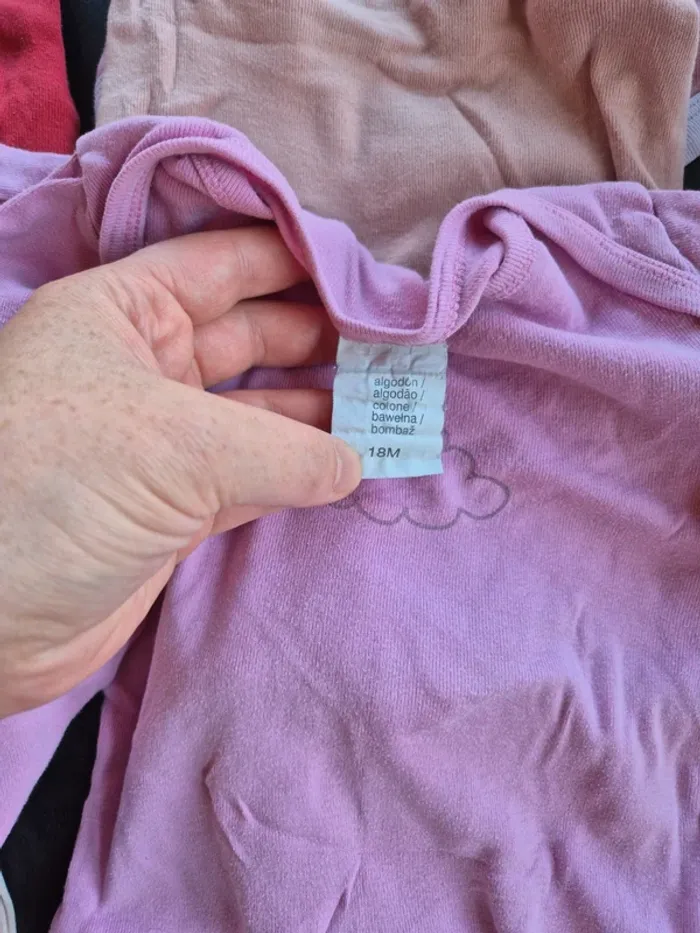 algodón /
algodão /
cotone /
bawełna /
bombaž
18M